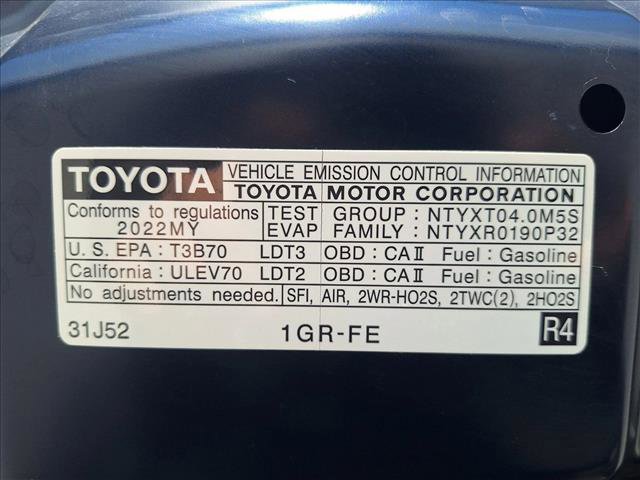 TOYOTA VEHICLE EMISSION CONTROL INFORMATION
TOYOTA MOTOR CORPORATION
Conforms to regulations TEST GROUP : NTYXT04.0M5S
2022MY EVAP FAMILY : NTYXR0190P32
U. S. EPA : T3B70 LDT3 OBD : CAⅡ Fuel : Gasoline
California : ULEV70 LDT2 OBD : CAⅡ Fuel : Gasoline
No adjustments needed. SFI, AIR, 2WR-HO2S, 2TWC(2), 2HO2S
31J52 1GR-FE R4